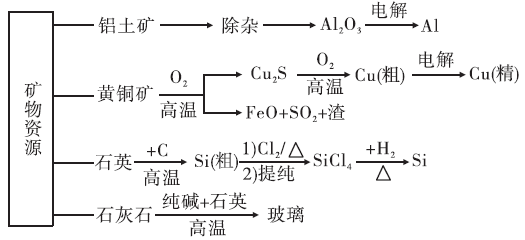 矿物资源
铝土矿 除杂 Al₂O₃ 电解 Al
黄铜矿 O₂ 高温 Cu₂S O₂ 高温 Cu(粗) 电解 Cu(精)
FeO+SO₂+渣
石英 +C 高温 Si(粗) 1)Cl₂/△ 2)提纯 SiCl₄ +H₂ △ Si
石灰石 纯碱+石英 高温 玻璃